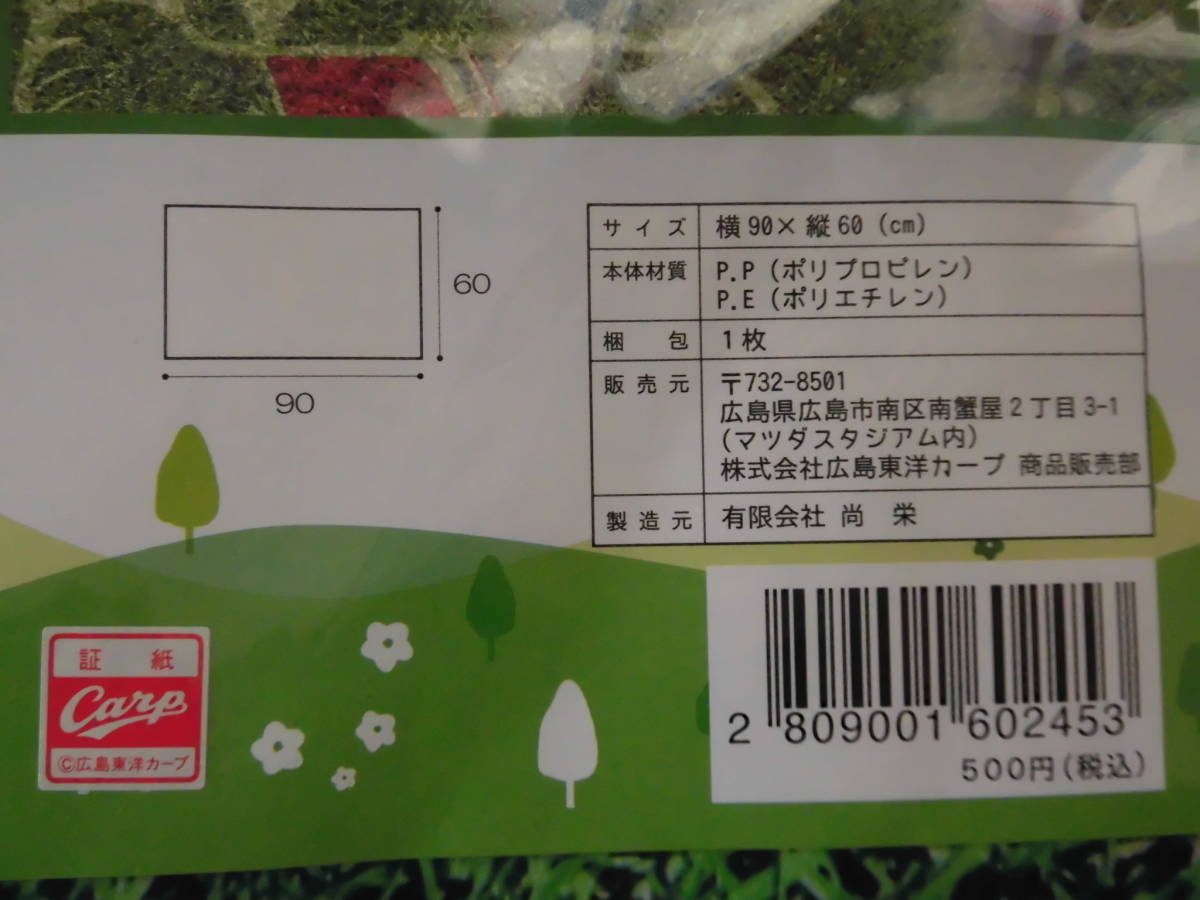 60
90
サイズ 横90×縦60(cm)
本体材質 P.P(ポリプロピレン)
P.E(ポリエチレン)
梱包 1枚
販売元 〒732-8501
広島県広島市南区南蟹屋2丁目3-1
(マツダスタジアム内)
株式会社広島東洋カープ 商品販売部
製造元 有限会社 尚 栄
証 紙
Carp
©広島東洋カープ
2 809001 602453
500円(税込)